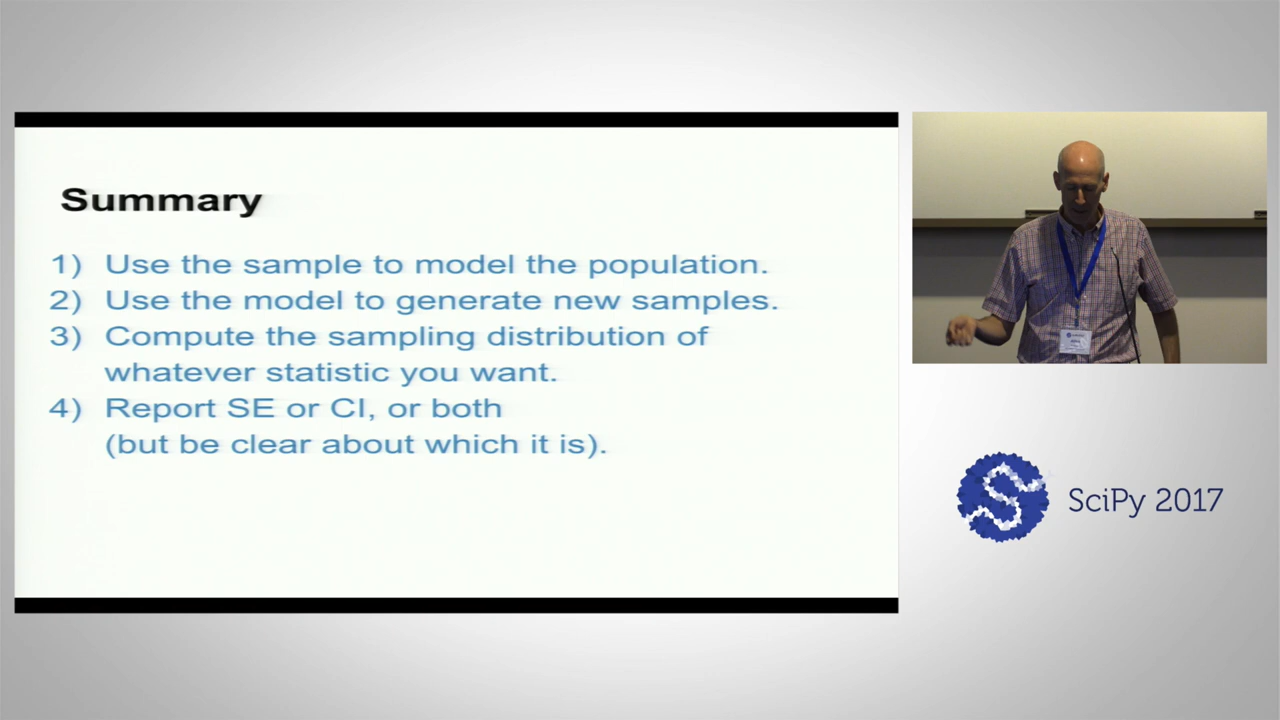 Summary
1) Use the sample to model the population.
2) Use the model to generate new samples.
3) Compute the sampling distribution of
whatever statistic you want.
4) Report SE or CI, or both
(but be clear about which it is).
SciPy 2017